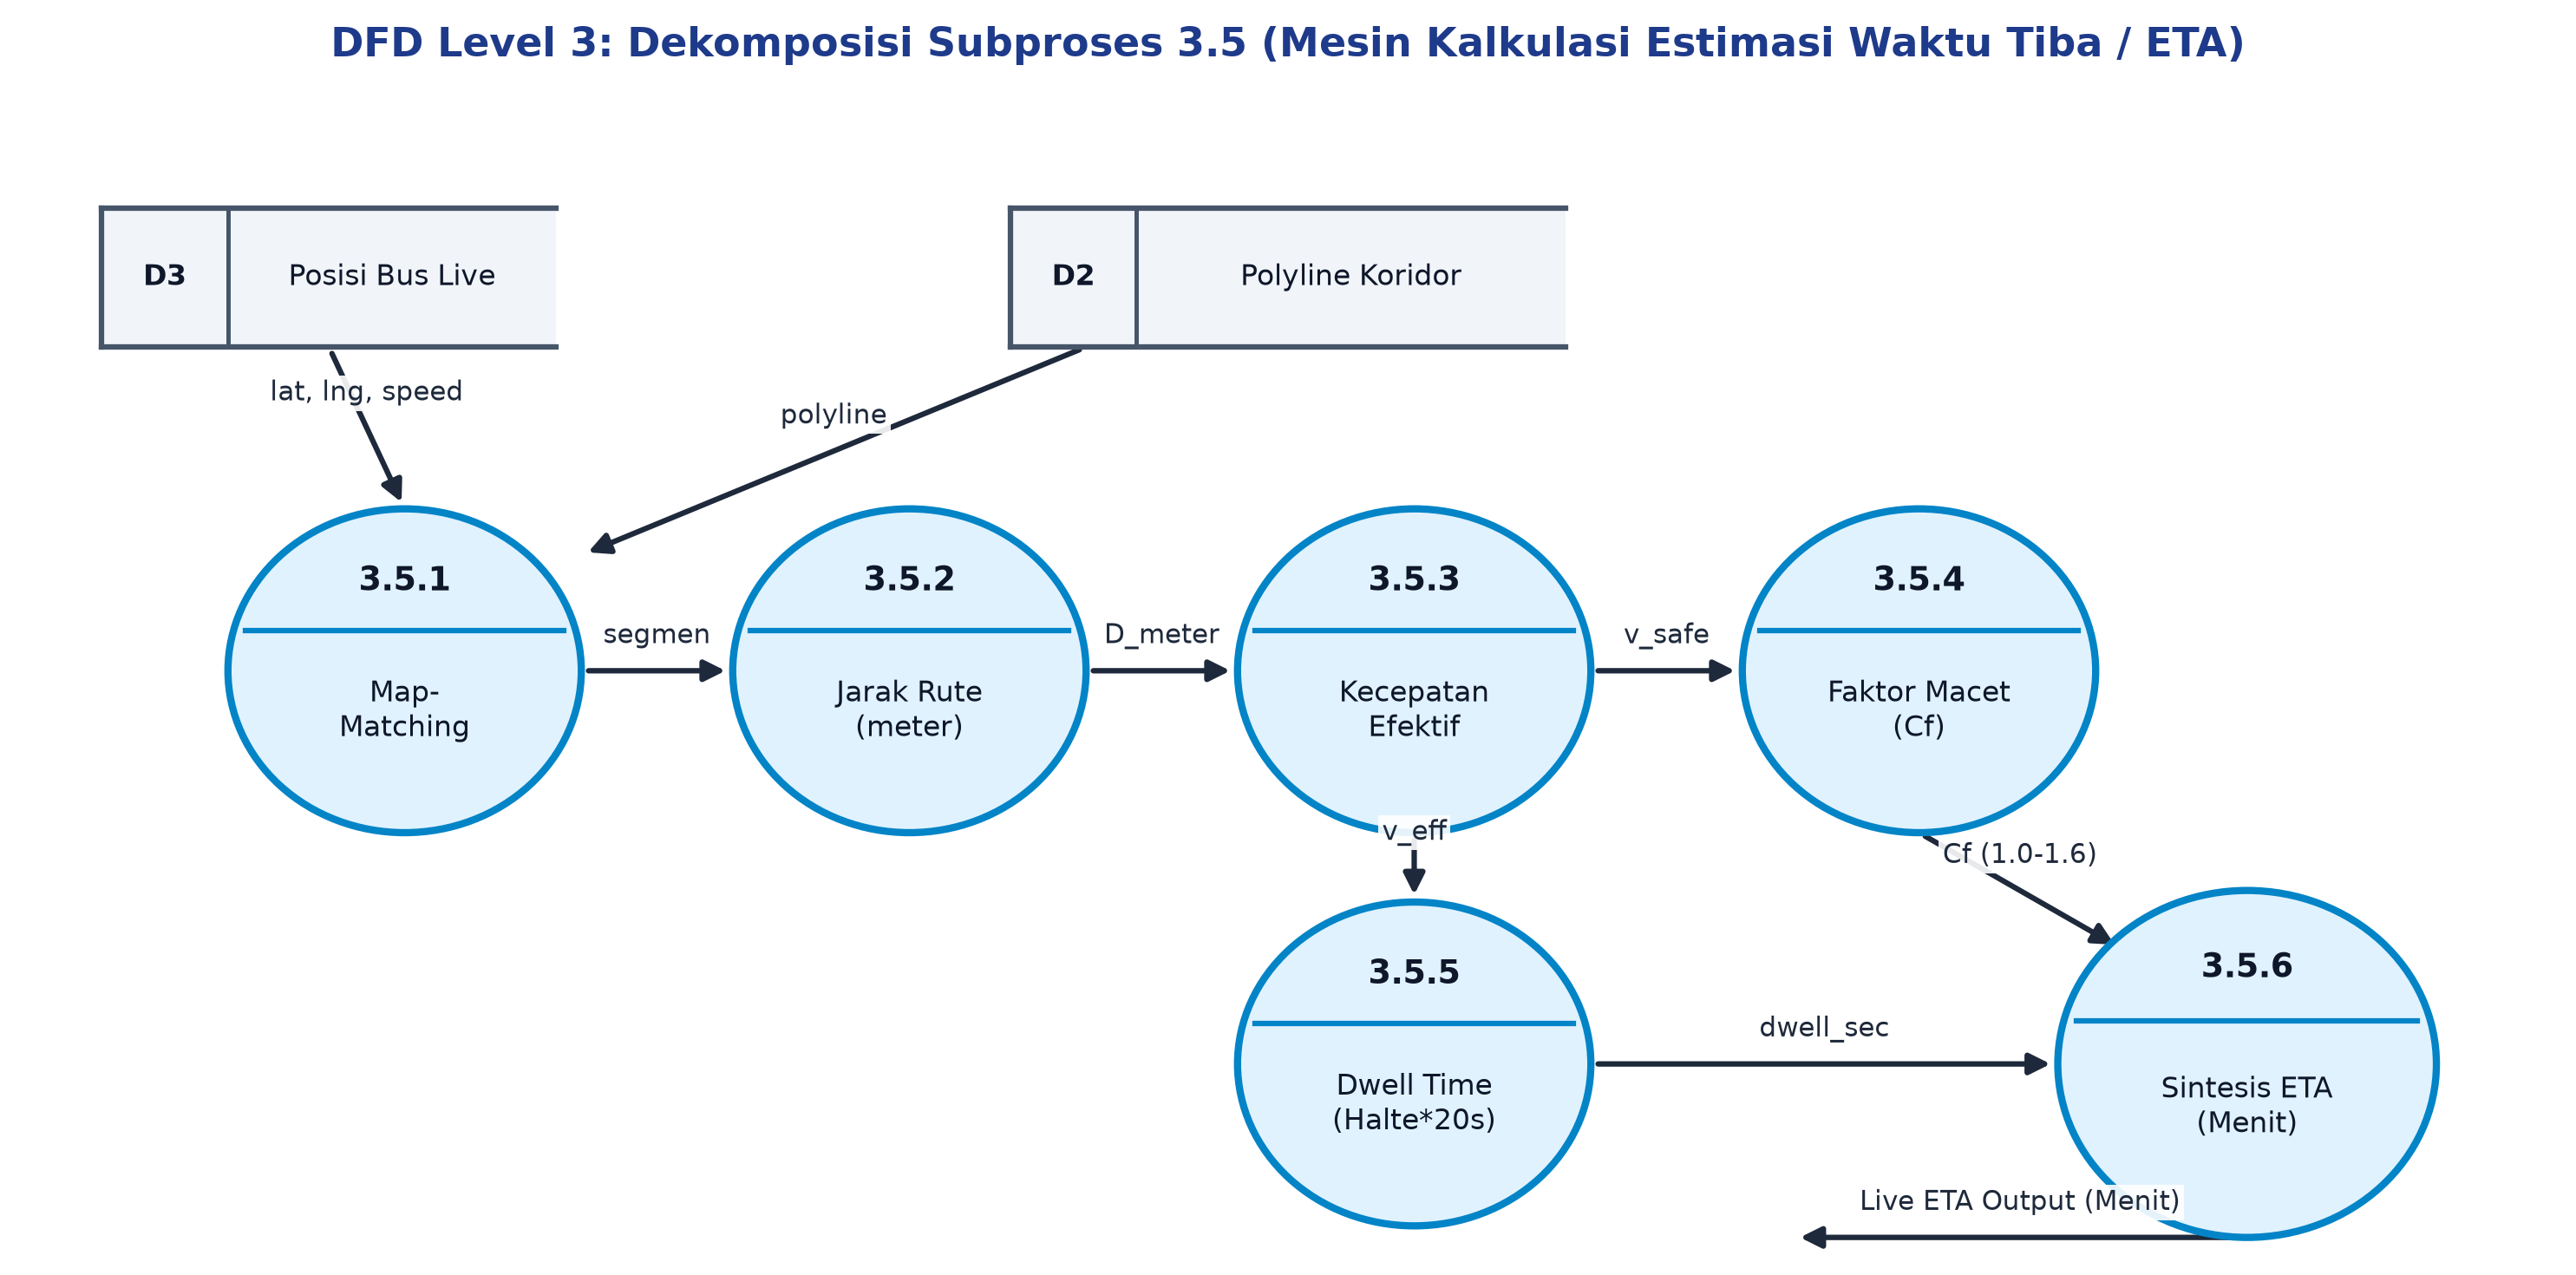 DFD Level 3: Dekomposisi Subproses 3.5 (Mesin Kalkulasi Estimasi Waktu Tiba / ETA)
D3
Posisi Bus Live
D2
Polyline Koridor
lat, lng, speed
polyline
3.5.1
Map-
Matching
segmen
3.5.2
Jarak Rute
(meter)
D_meter
3.5.3
Kecepatan
Efektif
v_safe
3.5.4
Faktor Macet
(Cf)
v_eff
Cf (1.0-1.6)
3.5.5
Dwell Time
(Halte*20s)
dwell_sec
3.5.6
Sintesis ETA
(Menit)
Live ETA Output (Menit)